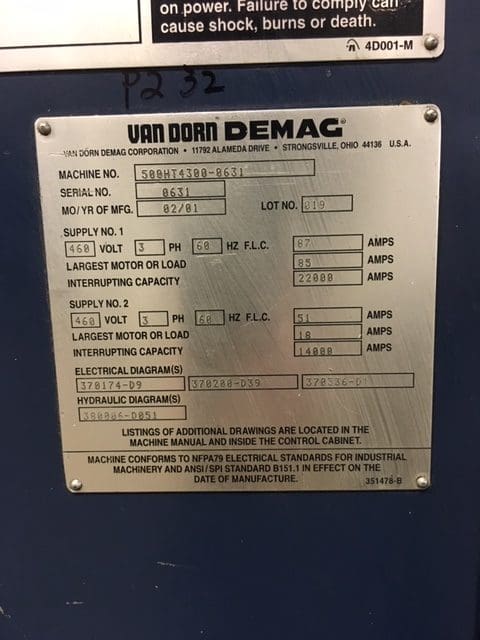 on power. Failure to comply can
cause shock, burns or death.
4D001-M
P2 32
VAN DORN DEMAG
VAN DORN DEMAG CORPORATION • 11792 ALAMEDA DRIVE • STRONGSVILLE, OHIO 44136 U.S.A.
MACHINE NO. 500HT4300-0631
SERIAL NO. 0631
MO/YR OF MFG. 02/01 LOT NO. 019
SUPPLY NO. 1
460 VOLT 3 PH 60 HZ F.L.C. 87 AMPS
LARGEST MOTOR OR LOAD 85 AMPS
INTERRUPTING CAPACITY 22000 AMPS
SUPPLY NO. 2
460 VOLT 3 PH 60 HZ F.L.C. 51 AMPS
LARGEST MOTOR OR LOAD 18 AMPS
INTERRUPTING CAPACITY 14000 AMPS
ELECTRICAL DIAGRAM(S)
370174-D9 370200-D39
HYDRAULIC DIAGRAM(S)
380006-D051
LISTINGS OF ADDITIONAL DRAWINGS ARE LOCATED IN THE
MACHINE MANUAL AND INSIDE THE CONTROL CABINET.
MACHINE CONFORMS TO NFPA79 ELECTRICAL STANDARDS FOR INDUSTRIAL
MACHINERY AND ANSI/SPI STANDARD B151.1 IN EFFECT ON THE
DATE OF MANUFACTURE.
351478-B